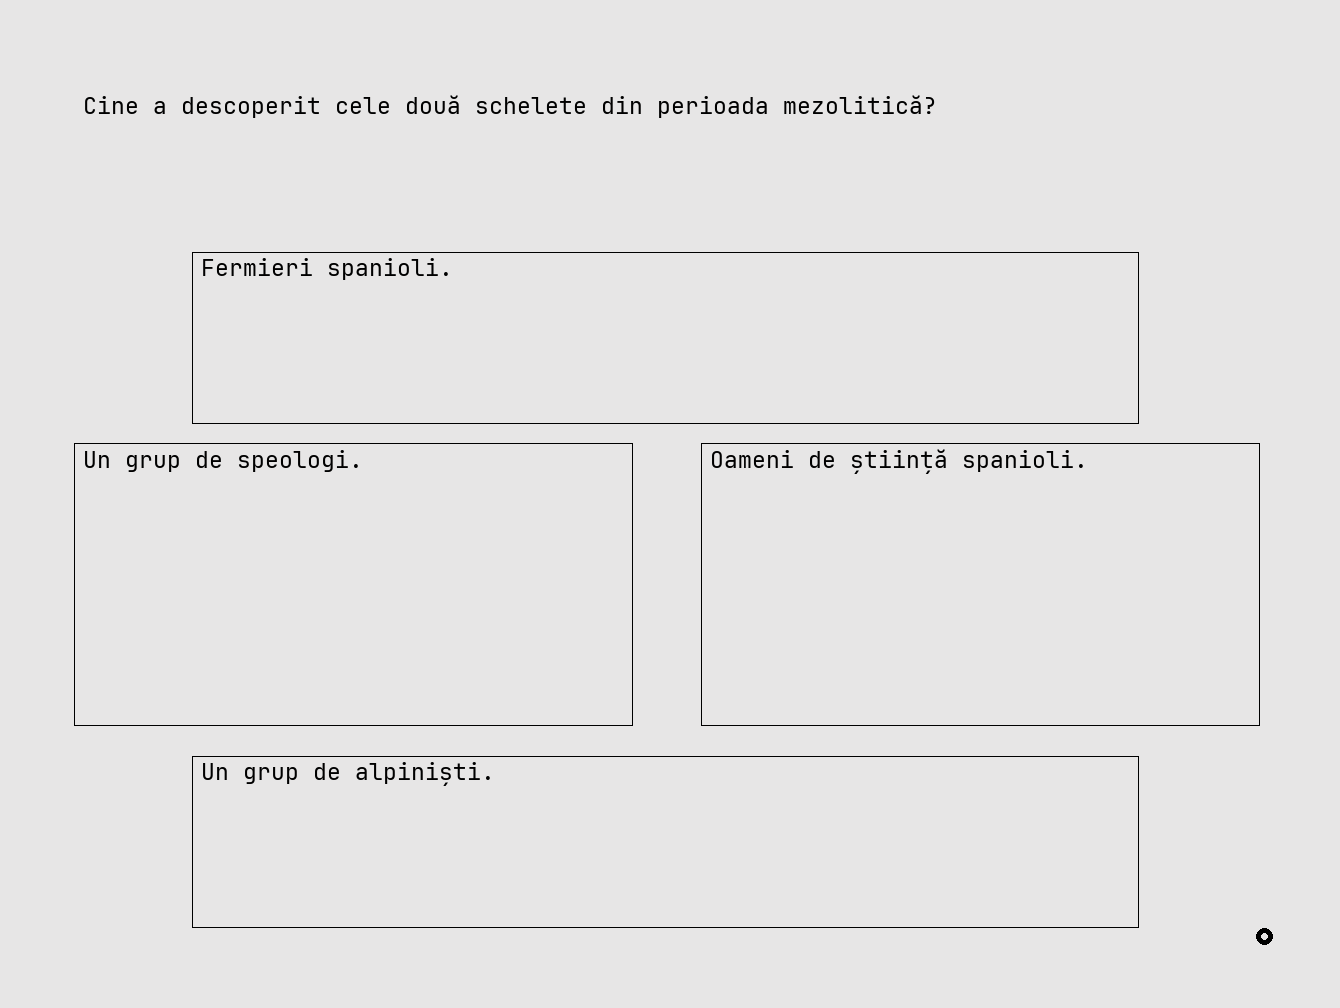 Cine a descoperit cele două schelete din perioada mezolitică?
Fermieri spanioli.
Un grup de speologi.
Oameni de știință spanioli.
Un grup de alpiniști.